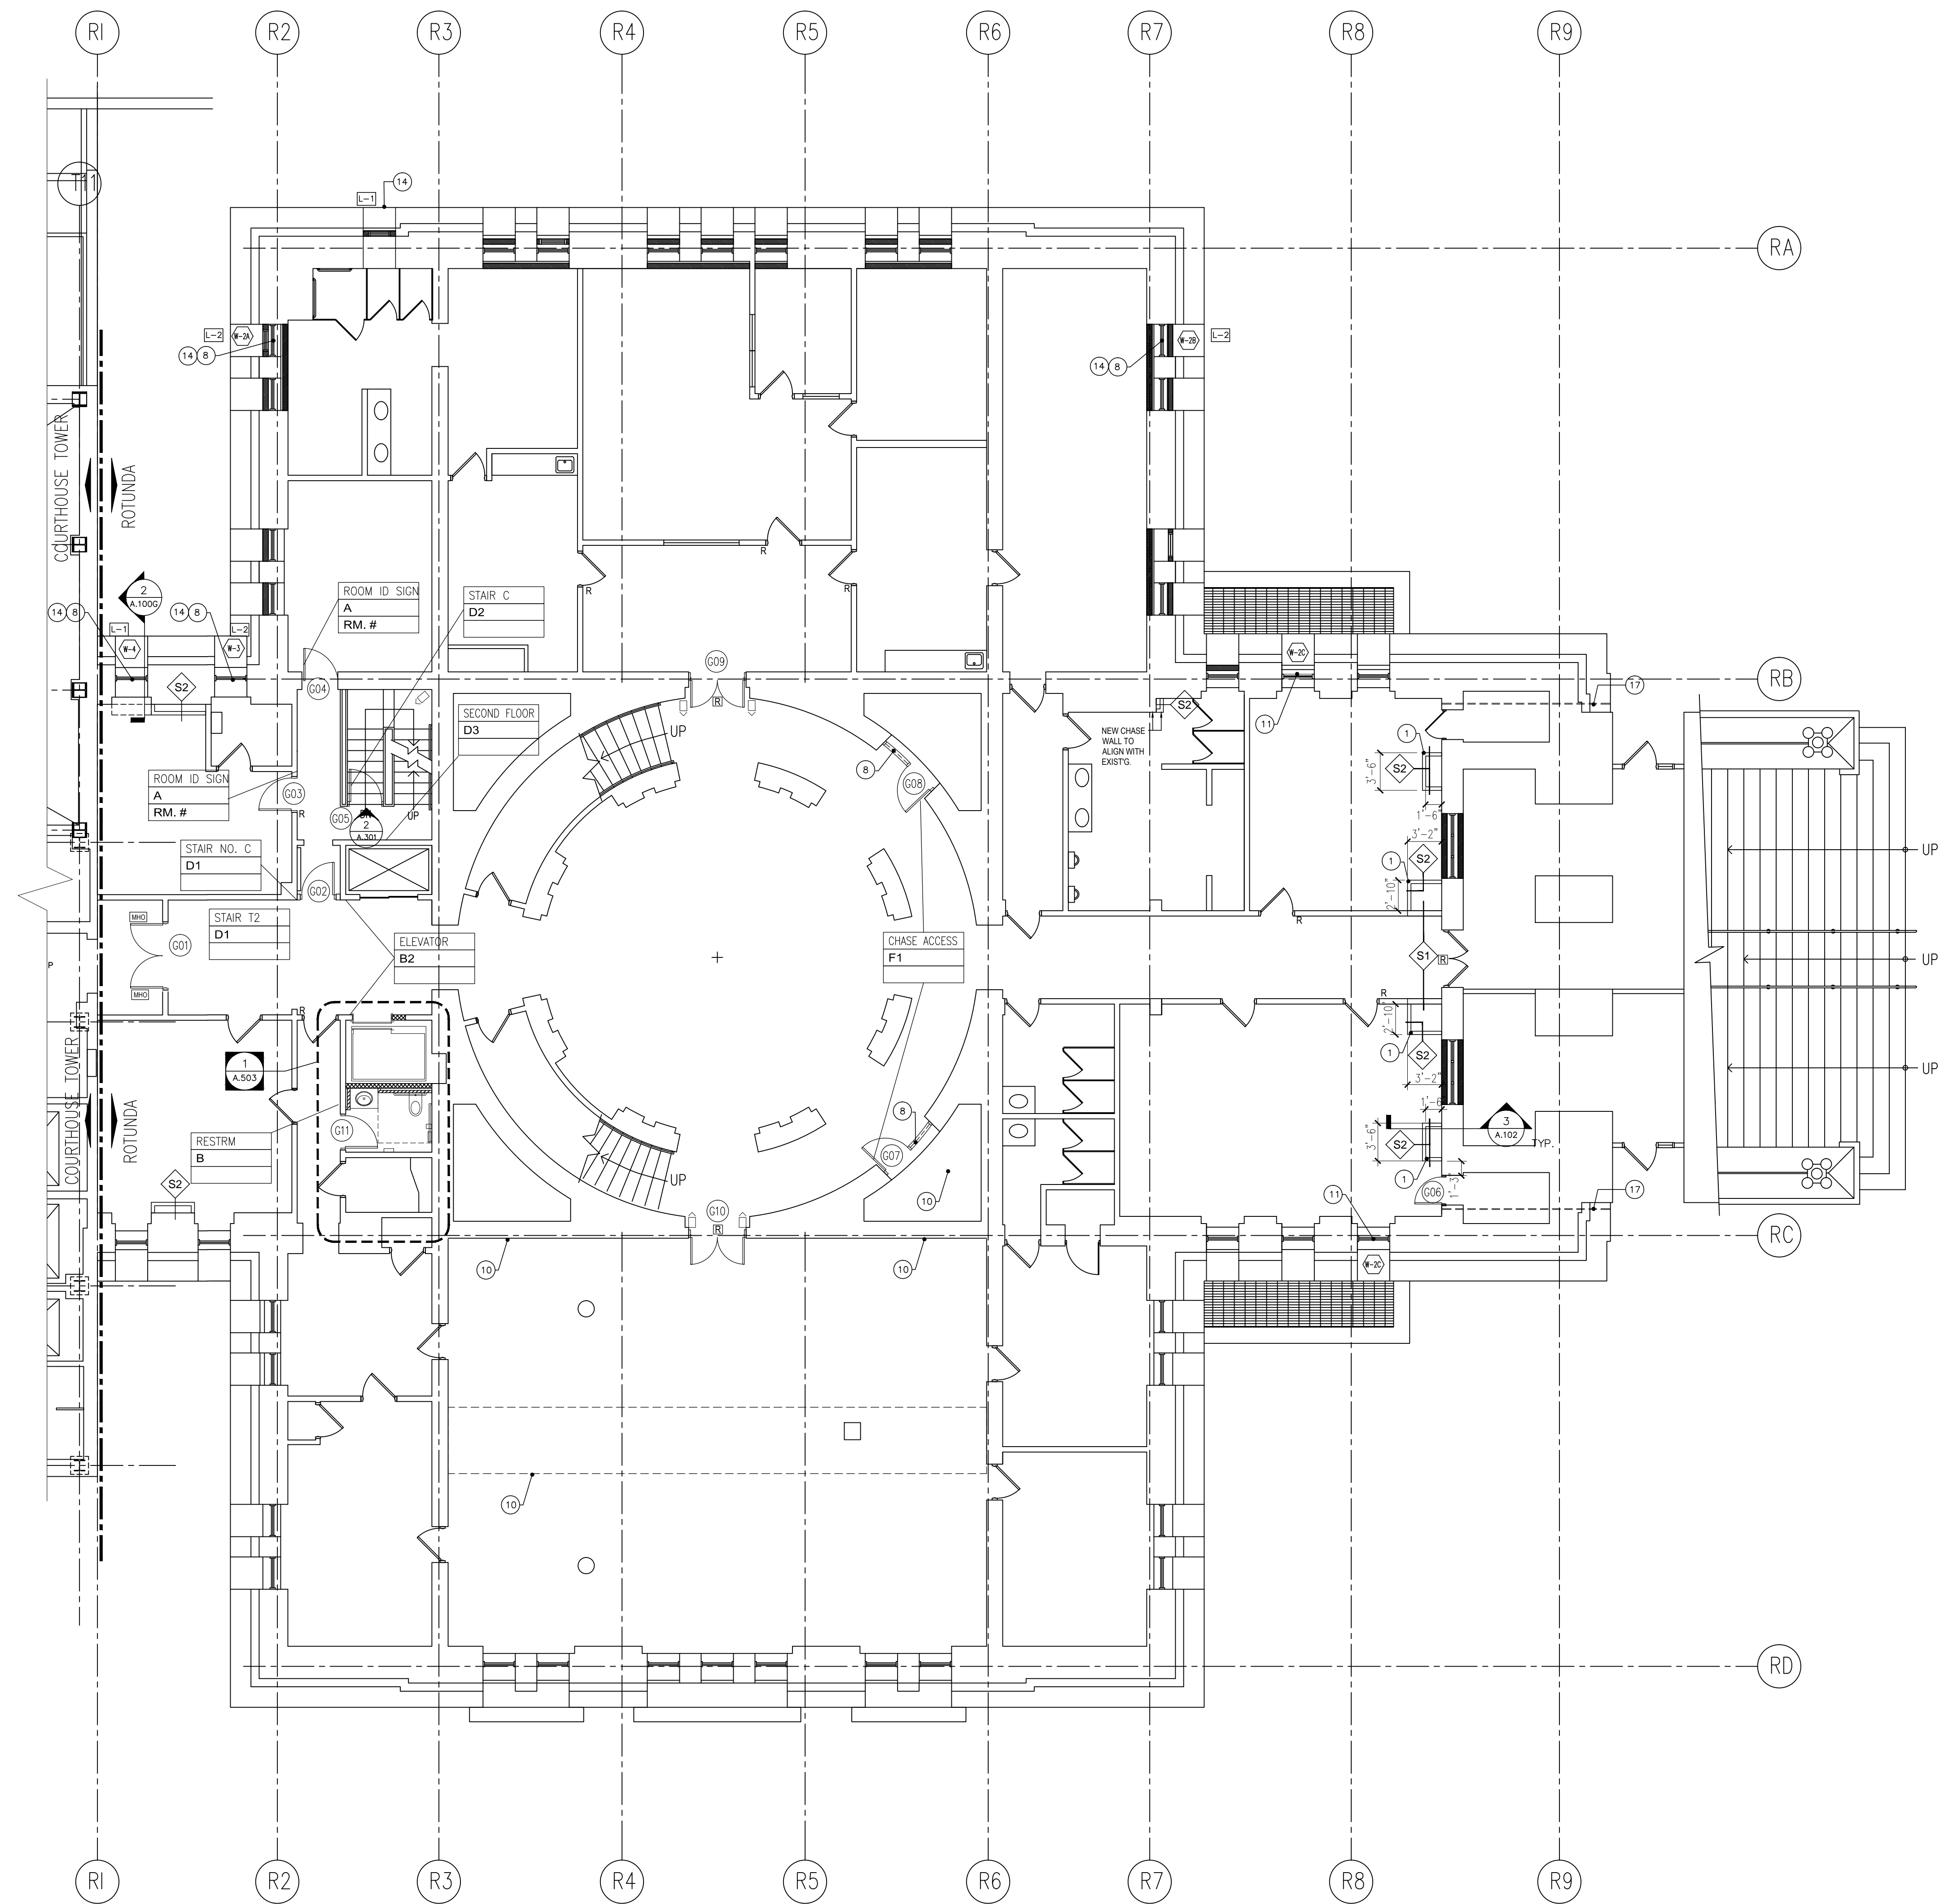 RI
R2
R3
R4
R5
R6
R7
R8
R9
T11
L-1
14
RA
L-2
W-2A
14
8
14
8
W-2B
L-2
COURTHOUSE TOWER
ROTUNDA
2
A.100G
14
8
14
8
L-1
L-2
W-4
W-3
S2
ROOM ID SIGN
A
RM. #
STAIR C
D2
R
R
R
G04
G09
R
W-2C
RB
17
SECOND FLOOR
D3
UP
S2
NEW CHASE
WALL TO
ALIGN WITH
EXIST'G.
11
1
S2
3'-6"
8
G08
ROOM ID SIGN
A
RM. #
G03
R
G05
DN
2
A.301
UP
1'-6"
3'-2"
1
S2
2'-10"
UP
STAIR NO. C
D1
G02
R
MHO
G01
MHO
P
STAIR T2
D1
ELEVATOR
B2
CHASE ACCESS
F1
S1
R
UP
R
R
2'-10"
1
S2
3'-2"
UP
COURTHOUSE TOWER
ROTUNDA
1
A.503
RESTRM
B
G11
S2
8
G07
10
UP
1'-6
3'-6"
S2
1
3
A.102
TYP.
1'-3"
G06
17
11
G10
R
10
10
W-2C
RC
10
RD
RI
R2
R3
R4
R5
R6
R7
R8
R9